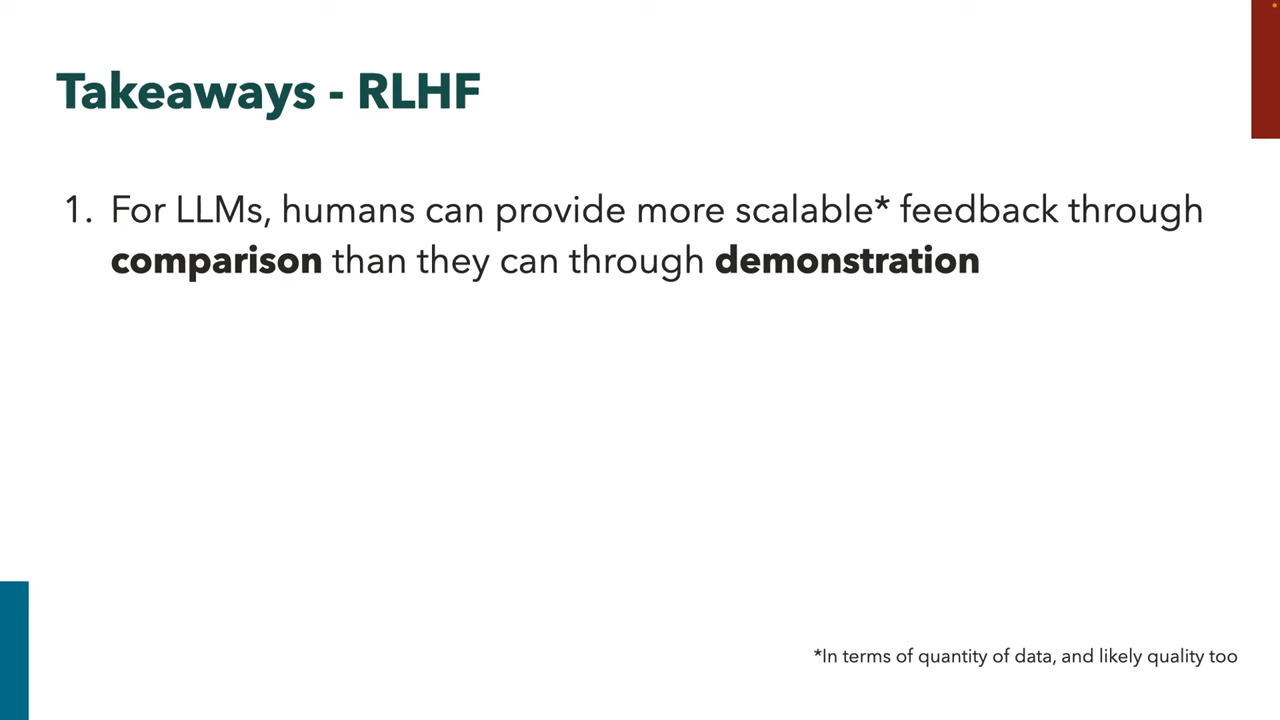 Takeaways - RLHF
1. For LLMs, humans can provide more scalable* feedback through
comparison than they can through demonstration
*In terms of quantity of data, and likely quality too